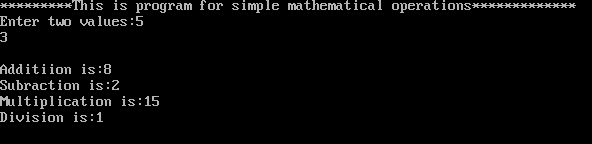 *********This is program for simple mathematical operations*************
Enter two values:5
3
Additiion is:8
Subraction is:2
Multiplication is:15
Division is:1